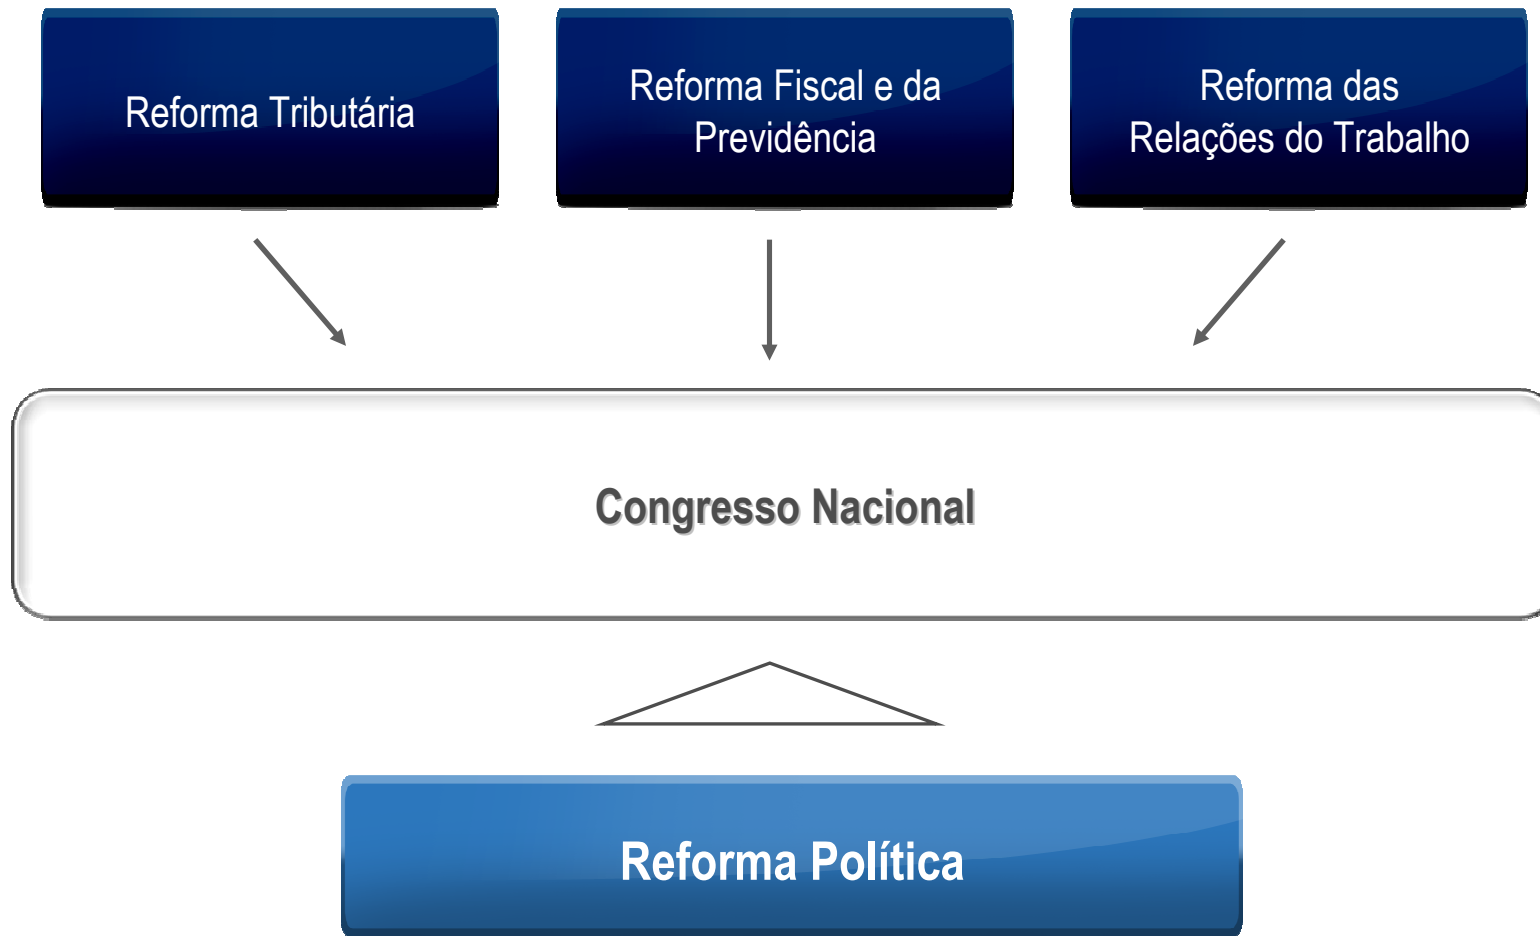 Reforma Tributária
Reforma Fiscal e da
Previdência
Reforma das
Relações do Trabalho
Congresso Nacional
Reforma Política